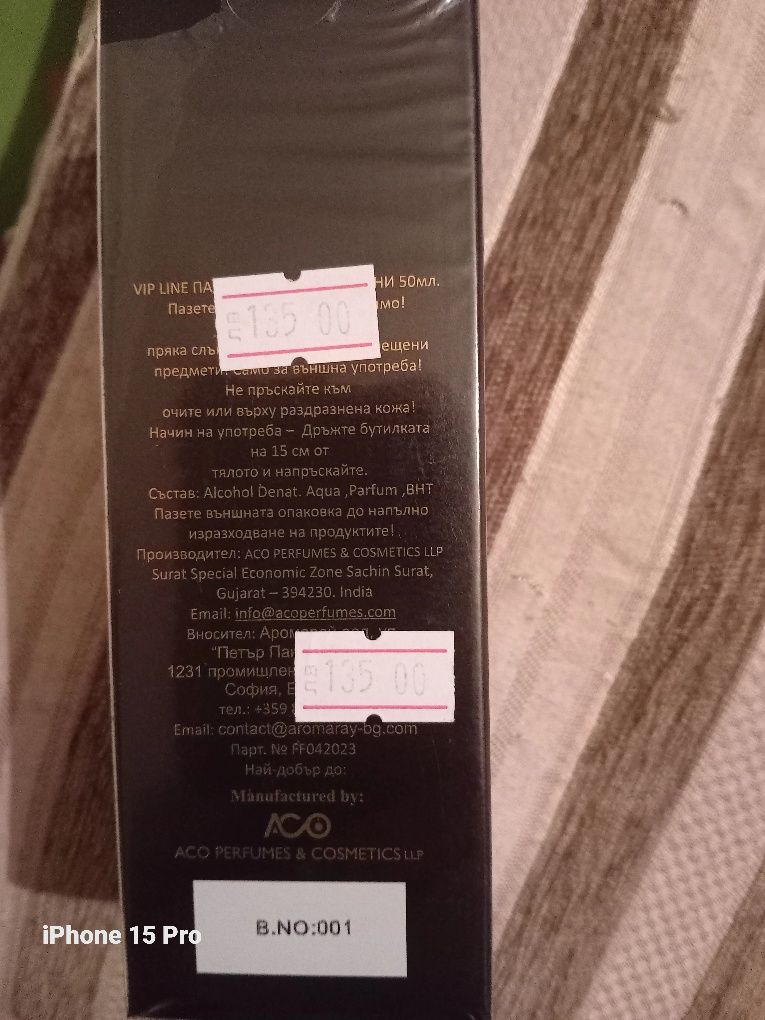 VIP LINE ПА НИ 50мл.
Пазете имо!
ЛВ 135 00
пряка слъ ещени
предмети! Само за външна употреба!
Не пръскайте към
очите или върху раздразнена кожа!
Начин на употреба – Дръжте бутилката
на 15 см от
тялото и напръскайте.
Състав: Alcohol Denat. Aqua ,Parfum ,BHT
Пазете външната опаковка до напълно
изразходване на продуктите!
Производител: ACO PERFUMES & COSMETICS LLP
Surat Special Economic Zone Sachin Surat,
Gujarat – 394230. India
Email: info@acoperfumes.com
Вносител:
"Петър
1231
ЛВ 135 00
София,
тел.: +359
Email: contact@aromaray-bg.com
Парт. № FF042023
Най-добър до:
Manufactured by:
ACO
ACO PERFUMES & COSMETICS LLP
B.NO:001
iPhone 15 Pro